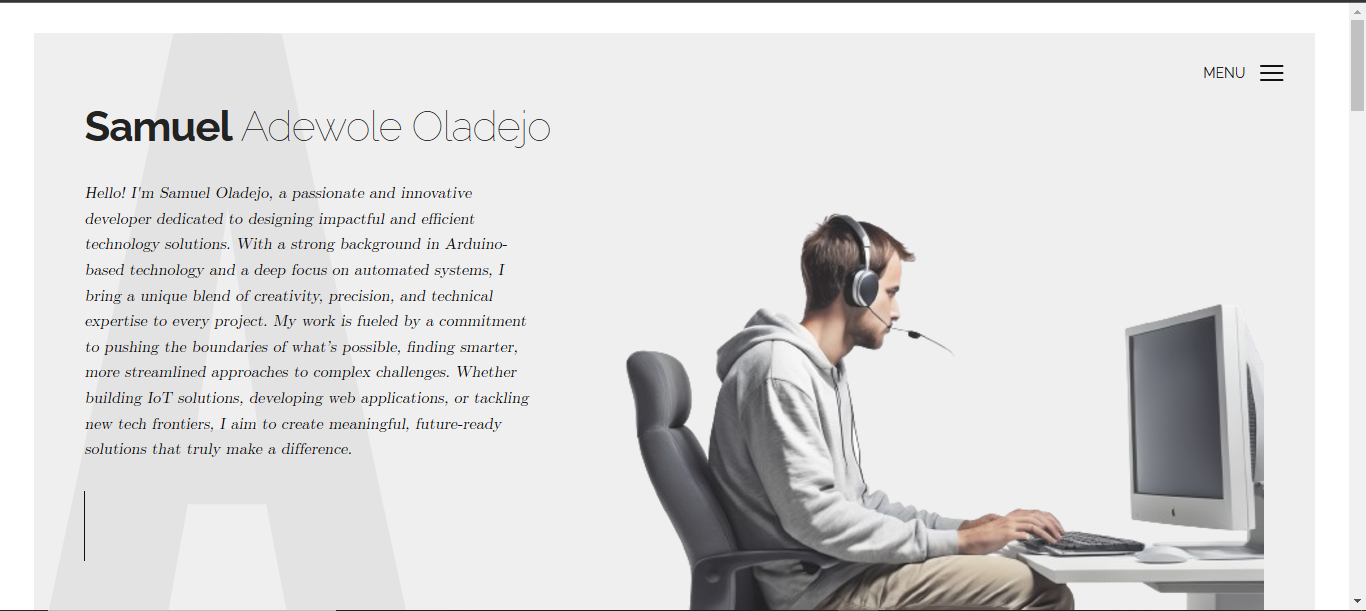 MENU
Samuel Adewole Oladejo
Hello! I'm Samuel Oladejo, a passionate and innovative
developer dedicated to designing impactful and efficient
technology solutions. With a strong background in Arduino-
based technology and a deep focus on automated systems, I
bring a unique blend of creativity, precision, and technical
expertise to every project. My work is fueled by a commitment
to pushing the boundaries of what's possible, finding smarter,
more streamlined approaches to complex challenges. Whether
building IoT solutions, developing web applications, or tackling
new tech frontiers, I aim to create meaningful, future-ready
solutions that truly make a difference.
A